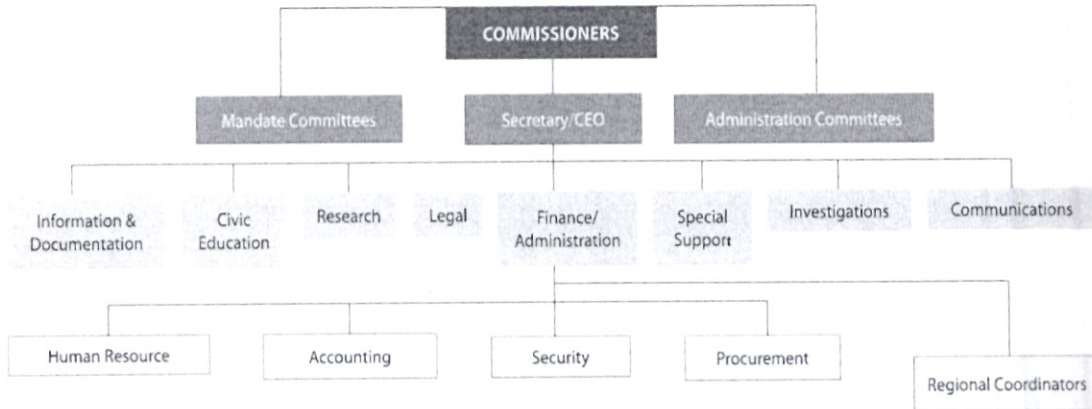 COMMISSIONERS
Mandate Committees
Secretary/CEO
Administration Committees
Information &
Documentation
Civic
Education
Research
Legal
Finance/
Administration
Special
Support
Investigations
Communications
Human Resource
Accounting
Security
Procurement
Regional Coordinators